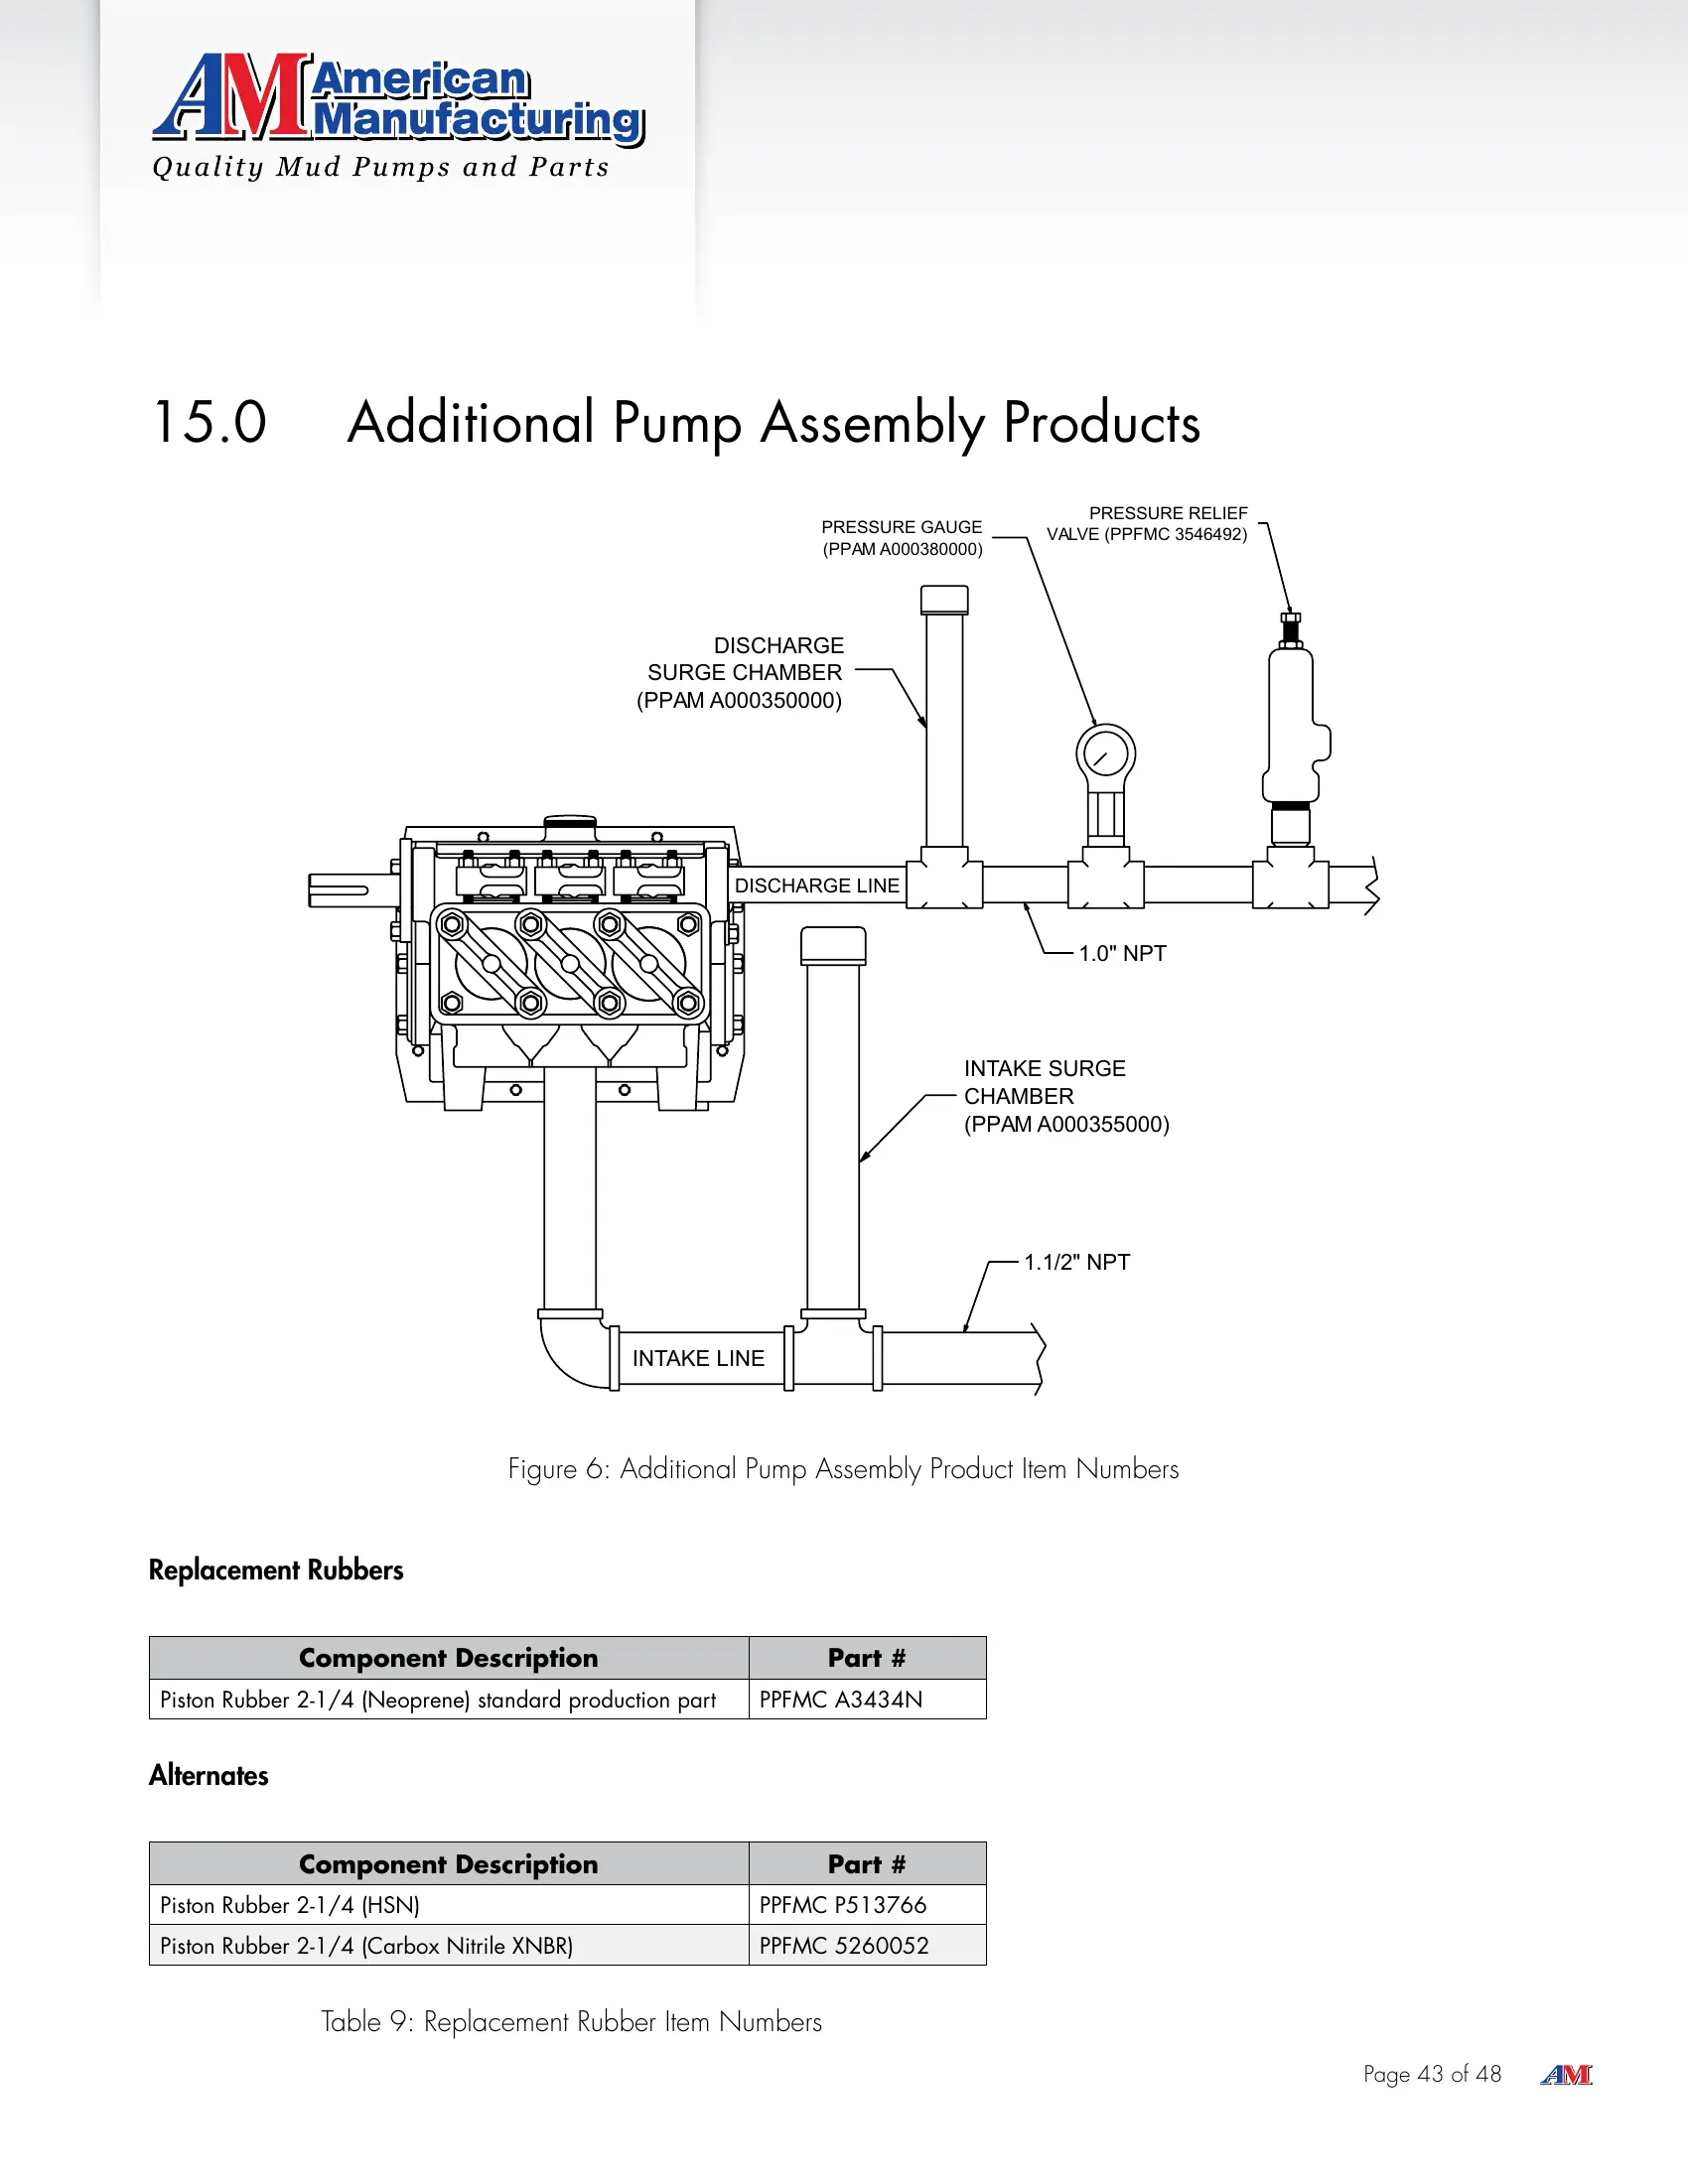 AM American
Manufacturing
Quality Mud Pumps and Parts
15.0 Additional Pump Assembly Products
PRESSURE GAUGE
(PPAM A000380000)
PRESSURE RELIEF
VALVE (PPFMC 3546492)
DISCHARGE
SURGE CHAMBER
(PPAM A000350000)
DISCHARGE LINE
1.0" NPT
INTAKE SURGE
CHAMBER
(PPAM A000355000)
1.1/2" NPT
INTAKE LINE
Figure 6: Additional Pump Assembly Product Item Numbers
Replacement Rubbers
Component Description Part #
Piston Rubber 2-1/4 (Neoprene) standard production part PPFMC A3434N
Alternates
Component Description Part #
Piston Rubber 2-1/4 (HSN) PPFMC P513766
Piston Rubber 2-1/4 (Carbox Nitrile XNBR) PPFMC 5260052
Table 9: Replacement Rubber Item Numbers
Page 43 of 48 AM